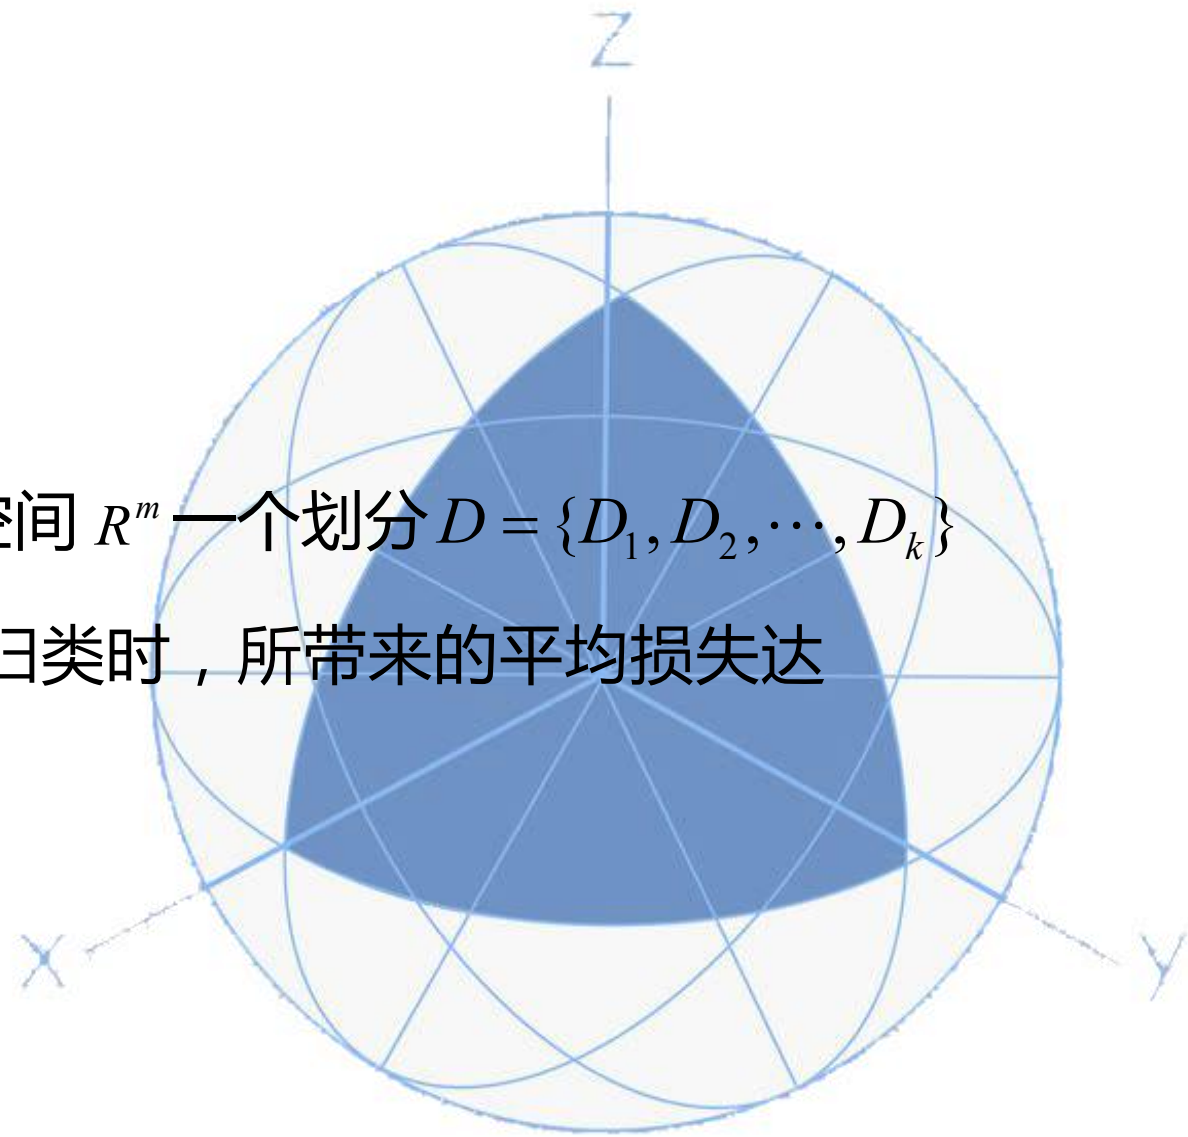 Z
空间 R^m 一个划分 D = {D_1, D_2, ⋯, D_k}
归类时，所带来的平均损失达
X
Y